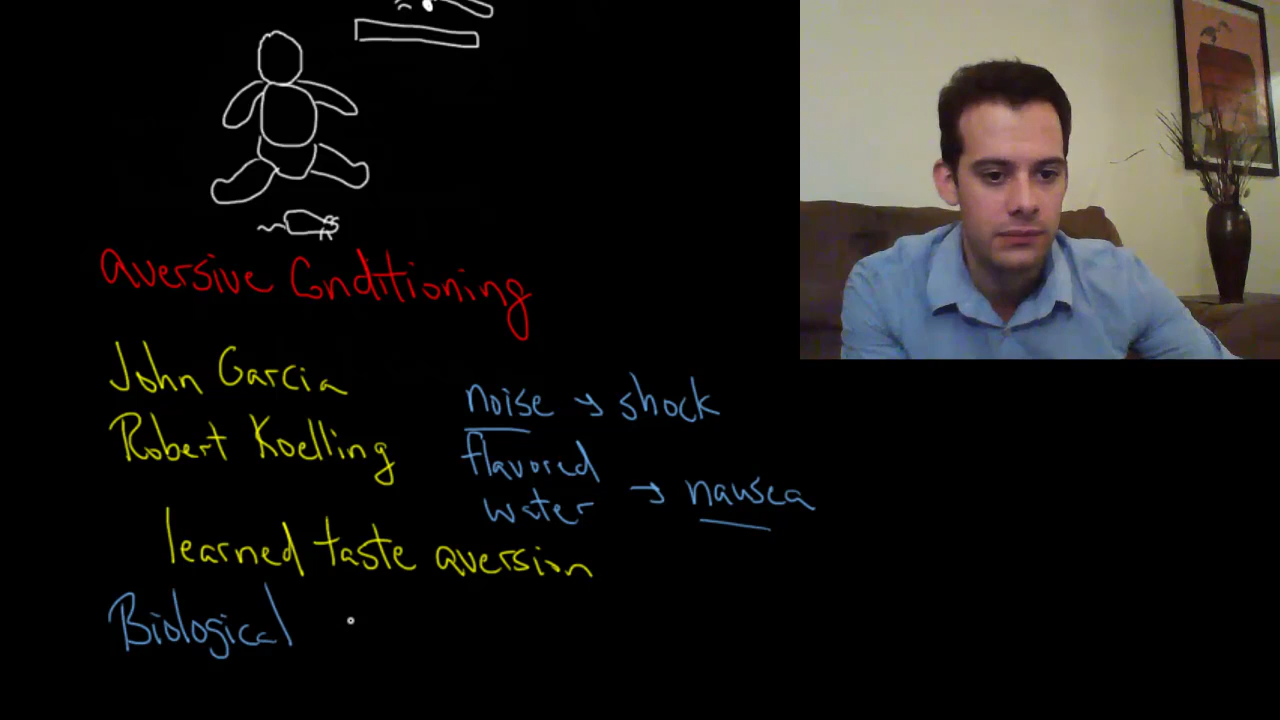 Aversive Conditioning
John Garcia
Robert Koelling
noise → shock
flavored
water → nausea
learned taste aversion
Biological